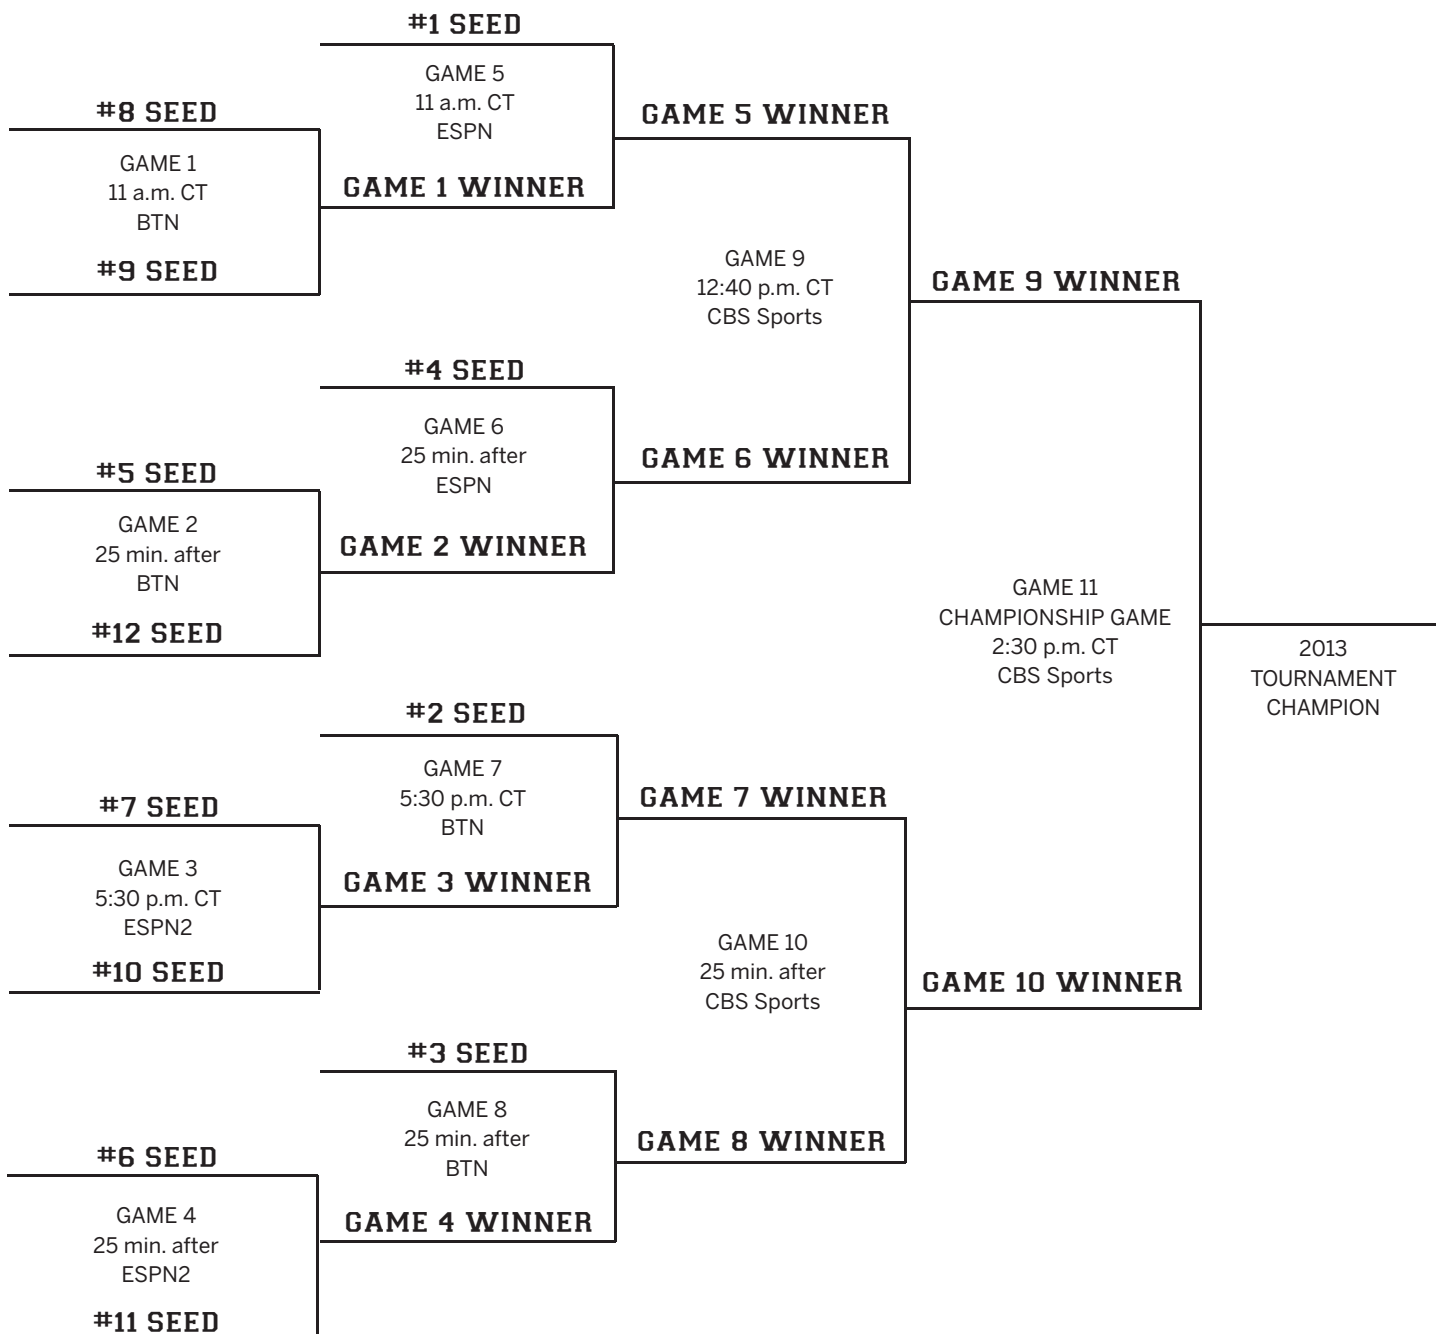 #1 SEED
GAME 5
11 a.m. CT
ESPN
GAME 1 WINNER
#8 SEED
GAME 1
11 a.m. CT
BTN
#9 SEED
GAME 5 WINNER
GAME 9
12:40 p.m. CT
CBS Sports
GAME 6 WINNER
GAME 9 WINNER
#4 SEED
GAME 6
25 min. after
ESPN
GAME 2 WINNER
#5 SEED
GAME 2
25 min. after
BTN
#12 SEED
GAME 11
CHAMPIONSHIP GAME
2:30 p.m. CT
CBS Sports
2013
TOURNAMENT
CHAMPION
#2 SEED
GAME 7
5:30 p.m. CT
BTN
GAME 3 WINNER
#7 SEED
GAME 3
5:30 p.m. CT
ESPN2
#10 SEED
GAME 7 WINNER
GAME 10
25 min. after
CBS Sports
GAME 8 WINNER
GAME 10 WINNER
#3 SEED
GAME 8
25 min. after
BTN
GAME 4 WINNER
#6 SEED
GAME 4
25 min. after
ESPN2
#11 SEED